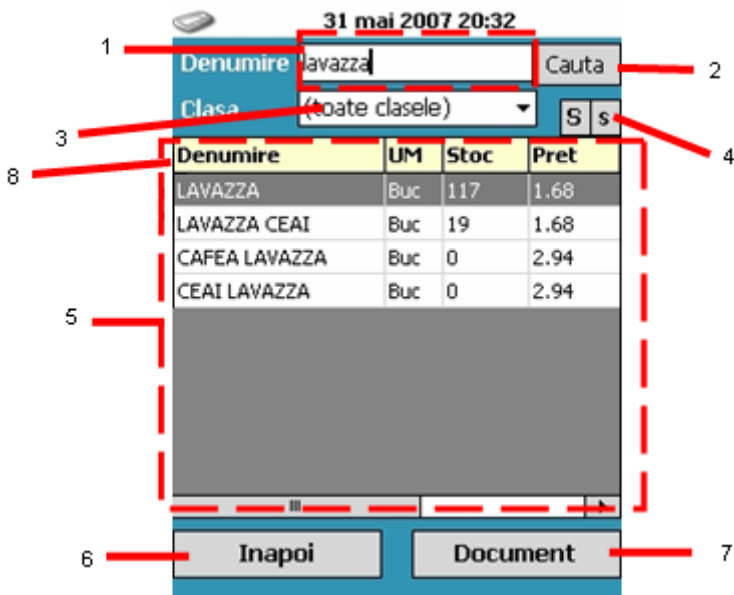 31 mai 2007 20:32
1
Denumire lavazza Cauta
2
Clasa (toate clasele) S s
3
4
8
Denumire UM Stoc Pret
LAVAZZA Buc 117 1.68
LAVAZZA CEAI Buc 19 1.68
CAFEA LAVAZZA Buc 0 2.94
CEAI LAVAZZA Buc 0 2.94
5
6
Inapoi Document
7